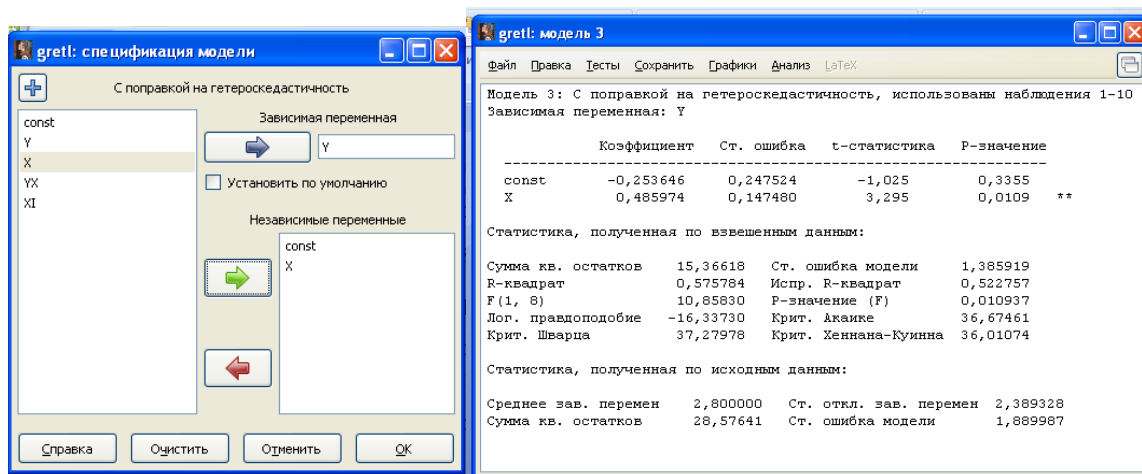 gretl: спецификация модели
С поправкой на гетероскедастичность
const
Y
X
YX
XI
Зависимая переменная
Y
Установить по умолчанию
Независимые переменные
const
X
Справка
Очистить
Отменить
OK
gretl: модель 3
Файл Правка Тесты Сохранить Графики Анализ LaTeX
Модель 3: С поправкой на гетероскедастичность, использованы наблюдения 1-10
Зависимая переменная: Y
Коэффициент Ст. ошибка t-статистика P-значение
const -0,253646 0,247524 -1,025 0,3355
X 0,485974 0,147480 3,295 0,0109 **
Статистика, полученная по взвешенным данным:
Сумма кв. остатков 15,36618 Ст. ошибка модели 1,385919
R-квадрат 0,575784 Испр. R-квадрат 0,522757
F(1, 8) 10,85830 P-значение (F) 0,010937
Лог. правдоподобие -16,33730 Крит. Акаике 36,67461
Крит. Шварца 37,27978 Крит. Хеннана-Куинна 36,01074
Статистика, полученная по исходным данным:
Среднее зав. перемен 2,800000 Ст. откл. зав. перемен 2,389328
Сумма кв. остатков 28,57641 Ст. ошибка модели 1,889987